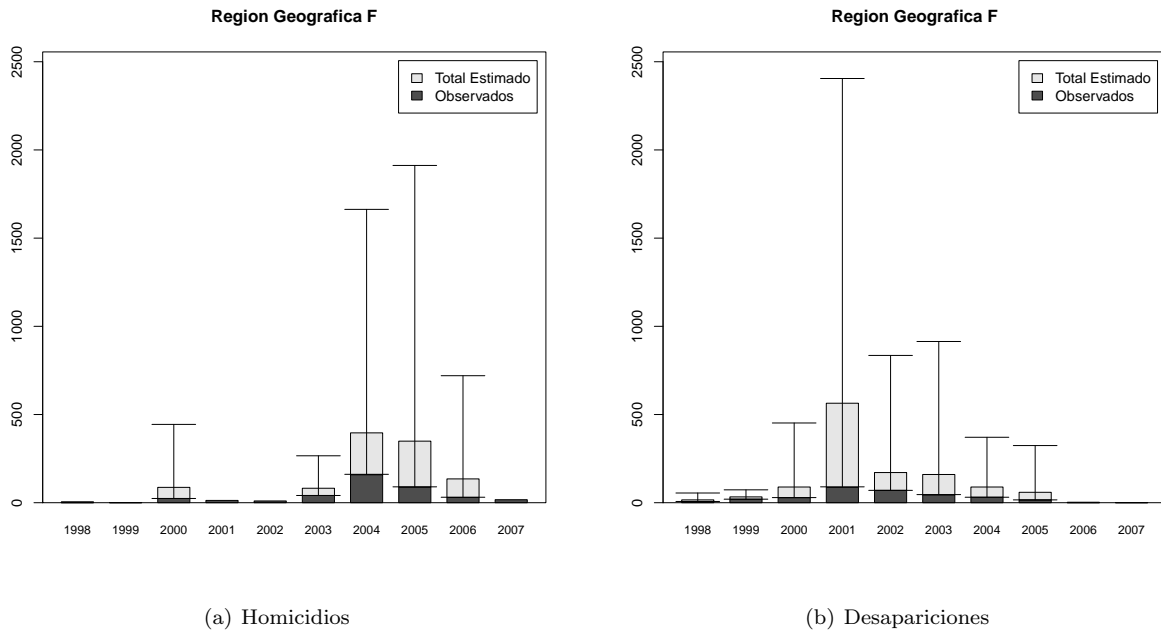 Region Geografica F
2500
2000
1500
1000
500
0
Total Estimado
Observados
1998 1999 2000 2001 2002 2003 2004 2005 2006 2007
(a) Homicidios
Region Geografica F
2500
2000
1500
1000
500
0
Total Estimado
Observados
1998 1999 2000 2001 2002 2003 2004 2005 2006 2007
(b) Desapariciones